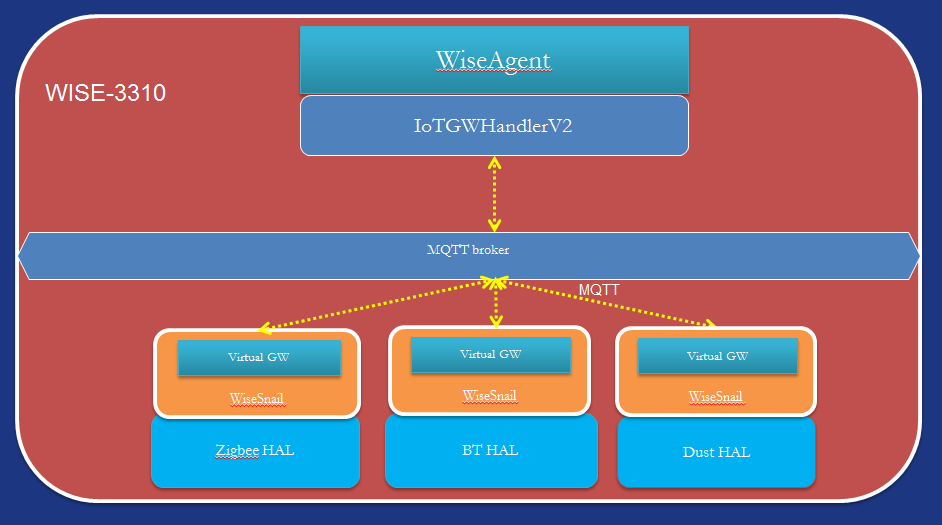 WiseAgent
WISE-3310
IoTGWHandlerV2
MQTT broker
MQTT
Virtual GW
Virtual GW
Virtual GW
WiseSnail
WiseSnail
WiseSnail
Zigbee HAL
BT HAL
Dust HAL